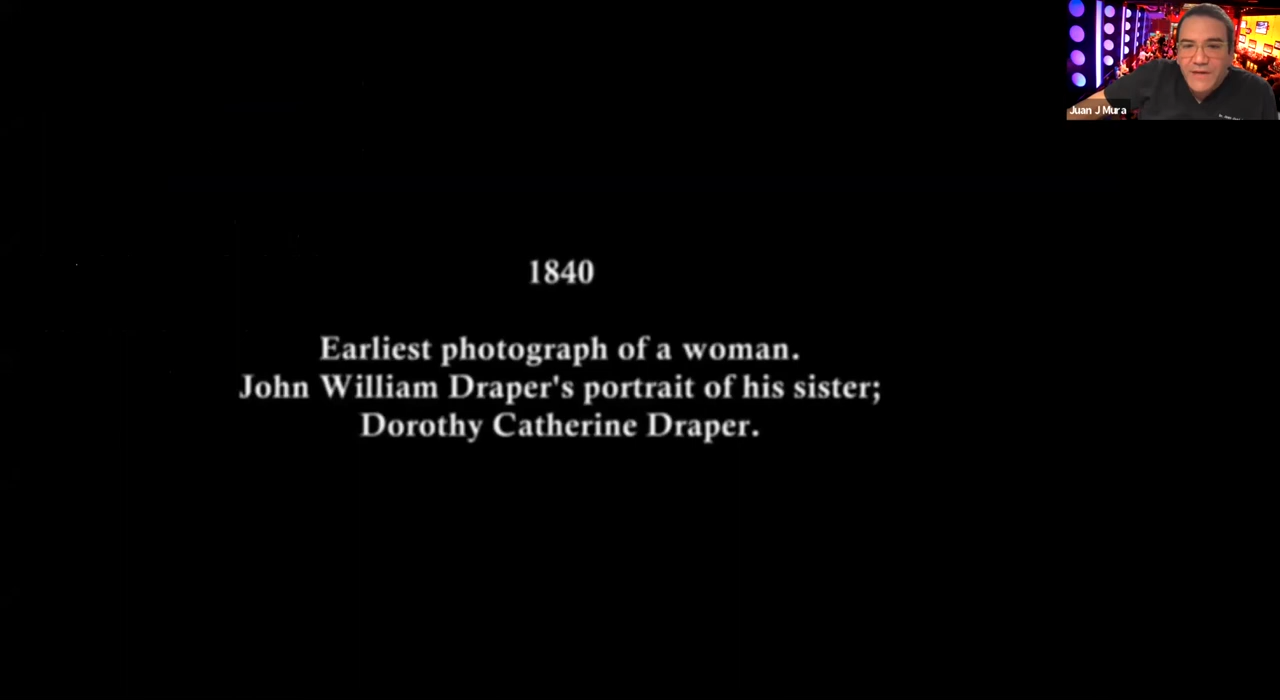 Juan J Mura
1840
Earliest photograph of a woman.
John William Draper's portrait of his sister;
Dorothy Catherine Draper.